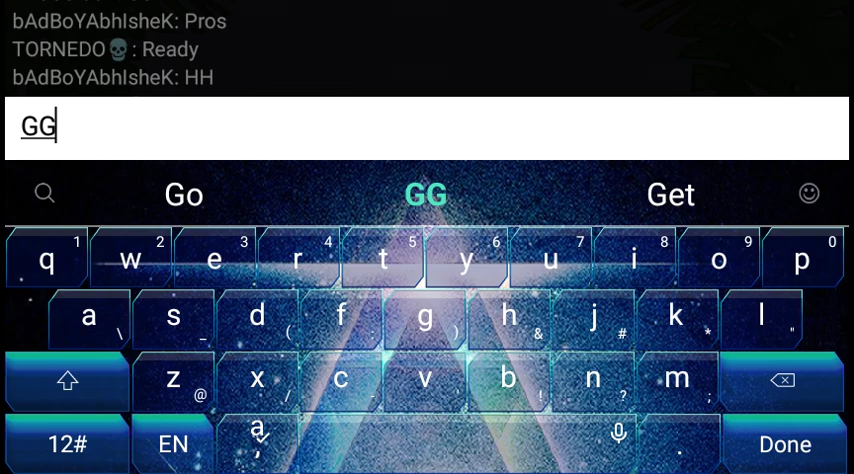 bAdBoYAbhIsheK: Pros
TORNEDO💀: Ready
bAdBoYAbhIsheK: HH
GG
Go GG Get
q 1 w 2 e 3 r 4 t 5 y 6 u 7 i 8 o 9 p 0
a \ s _ d ( f : g ) h & j # k * l "
z @ x / c - v ' b ! n ? m ;
12# EN a , . Done